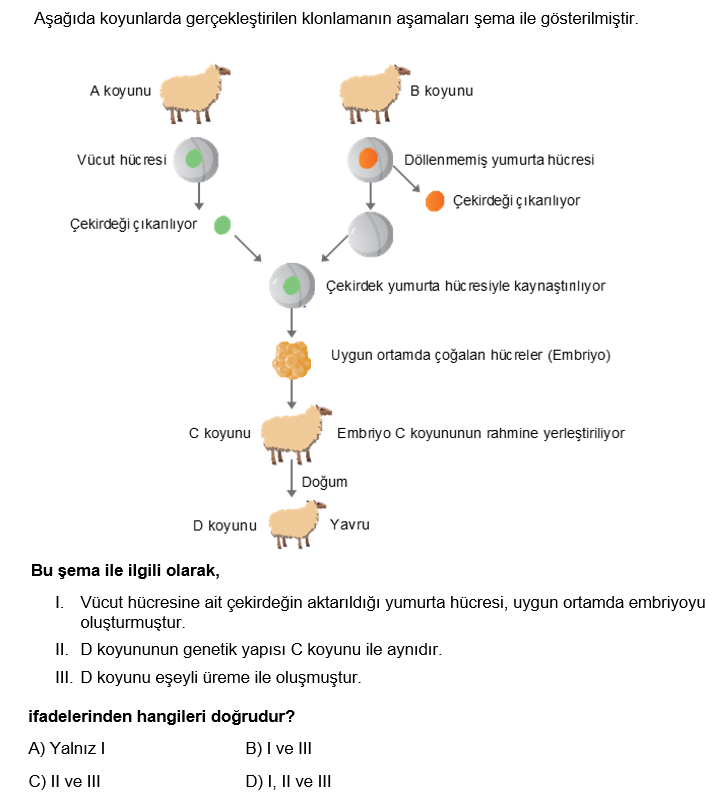 Aşağıda koyunlarda gerçekleştirilen klonlamanın aşamaları şema ile gösterilmiştir.
A koyunu
B koyunu
Vücut hücresi
Döllenmemiş yumurta hücresi
Çekirdeği çıkarılıyor
Çekirdeği çıkarılıyor
Çekirdek yumurta hücresiyle kaynaştırılıyor
Uygun ortamda çoğalan hücreler (Embriyo)
C koyunu
Embriyo C koyununun rahmine yerleştiriliyor
Doğum
D koyunu
Yavru
Bu şema ile ilgili olarak,
I. Vücut hücresine ait çekirdeğin aktarıldığı yumurta hücresi, uygun ortamda embriyoyu
oluşturmuştur.
II. D koyununun genetik yapısı C koyunu ile aynıdır.
III. D koyunu eşeyli üreme ile oluşmuştur.
ifadelerinden hangileri doğrudur?
A) Yalnız I
B) I ve III
C) II ve III
D) I, II ve III